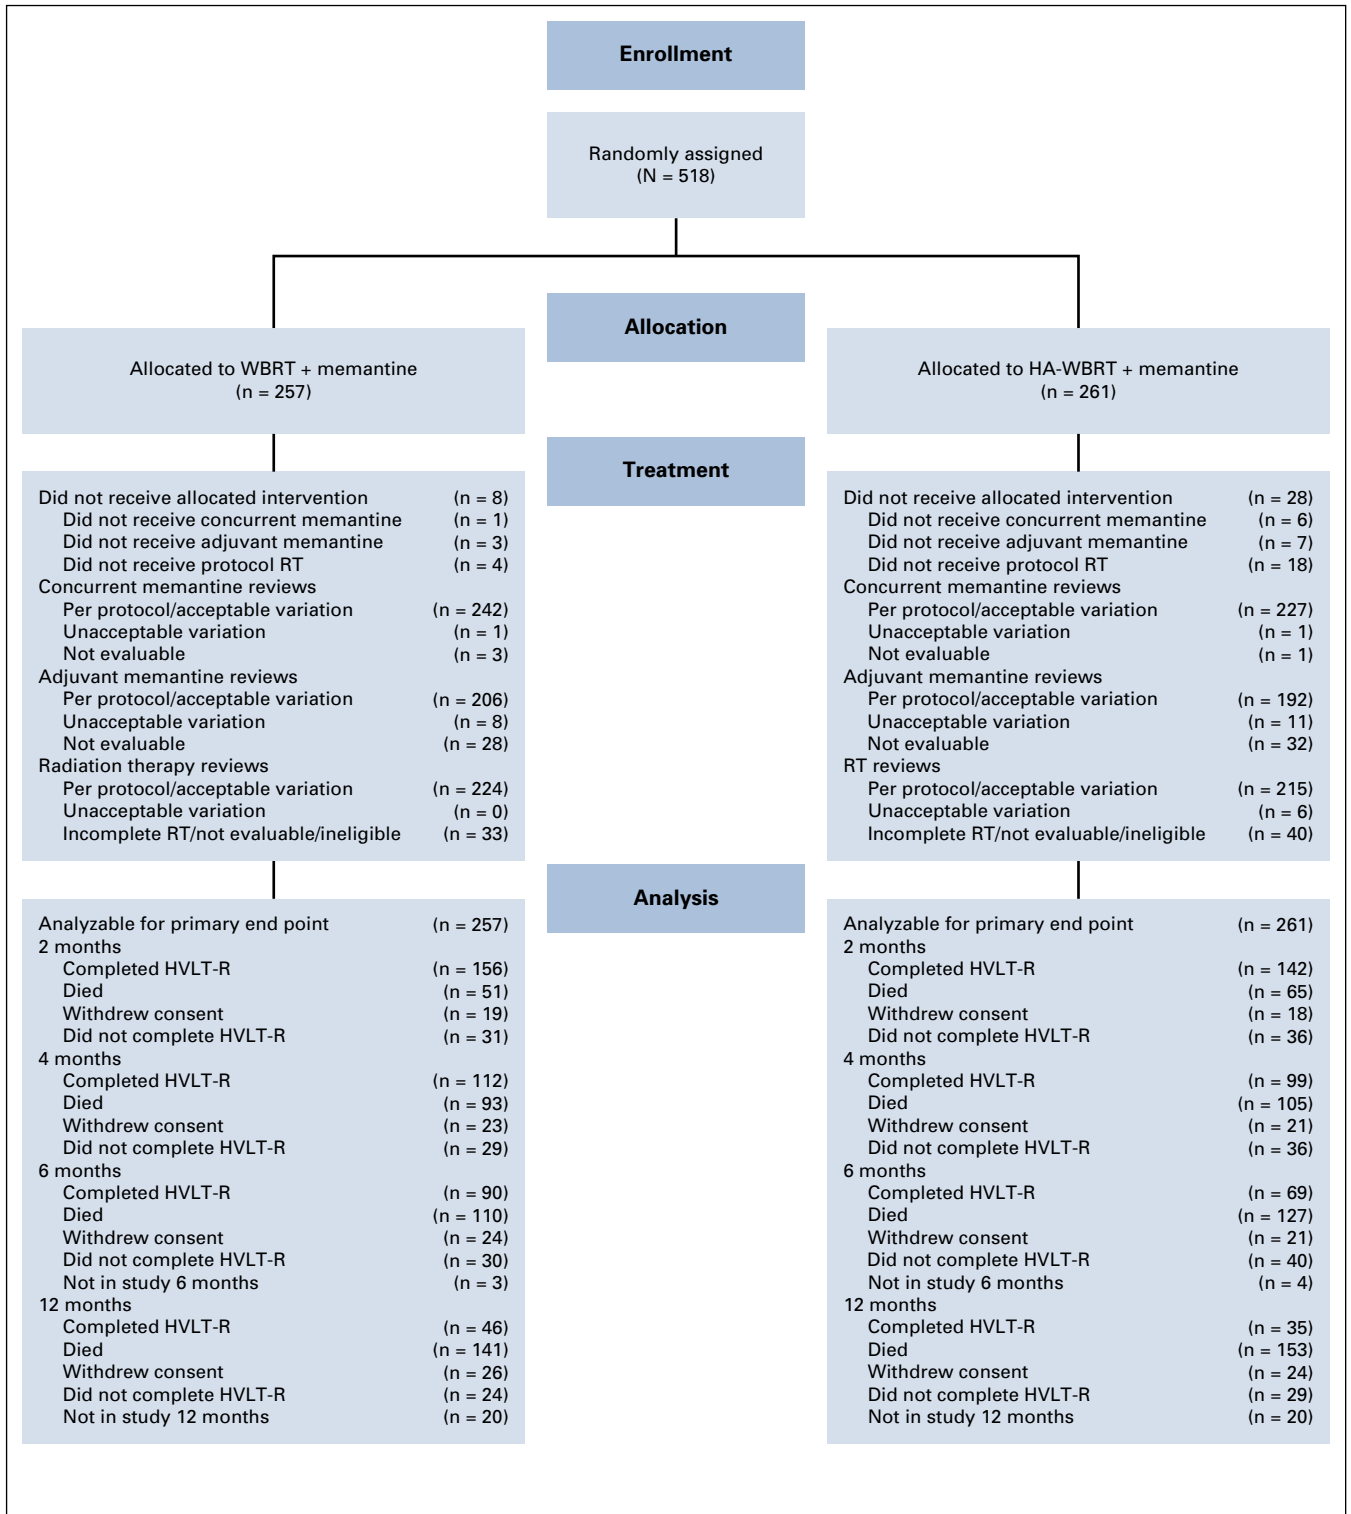 Enrollment
Randomly assigned
(N = 518)
Allocation
Allocated to WBRT + memantine
(n = 257)
Allocated to HA-WBRT + memantine
(n = 261)
Treatment
Did not receive allocated intervention (n = 8)
Did not receive concurrent memantine (n = 1)
Did not receive adjuvant memantine (n = 3)
Did not receive protocol RT (n = 4)
Concurrent memantine reviews
Per protocol/acceptable variation (n = 242)
Unacceptable variation (n = 1)
Not evaluable (n = 3)
Adjuvant memantine reviews
Per protocol/acceptable variation (n = 206)
Unacceptable variation (n = 8)
Not evaluable (n = 28)
Radiation therapy reviews
Per protocol/acceptable variation (n = 224)
Unacceptable variation (n = 0)
Incomplete RT/not evaluable/ineligible (n = 33)
Did not receive allocated intervention (n = 28)
Did not receive concurrent memantine (n = 6)
Did not receive adjuvant memantine (n = 7)
Did not receive protocol RT (n = 18)
Concurrent memantine reviews
Per protocol/acceptable variation (n = 227)
Unacceptable variation (n = 1)
Not evaluable (n = 1)
Adjuvant memantine reviews
Per protocol/acceptable variation (n = 192)
Unacceptable variation (n = 11)
Not evaluable (n = 32)
RT reviews
Per protocol/acceptable variation (n = 215)
Unacceptable variation (n = 6)
Incomplete RT/not evaluable/ineligible (n = 40)
Analysis
Analyzable for primary end point (n = 257)
2 months
Completed HVLT-R (n = 156)
Died (n = 51)
Withdrew consent (n = 19)
Did not complete HVLT-R (n = 31)
4 months
Completed HVLT-R (n = 112)
Died (n = 93)
Withdrew consent (n = 23)
Did not complete HVLT-R (n = 29)
6 months
Completed HVLT-R (n = 90)
Died (n = 110)
Withdrew consent (n = 24)
Did not complete HVLT-R (n = 30)
Not in study 6 months (n = 3)
12 months
Completed HVLT-R (n = 46)
Died (n = 141)
Withdrew consent (n = 26)
Did not complete HVLT-R (n = 24)
Not in study 12 months (n = 20)
Analyzable for primary end point (n = 261)
2 months
Completed HVLT-R (n = 142)
Died (n = 65)
Withdrew consent (n = 18)
Did not complete HVLT-R (n = 36)
4 months
Completed HVLT-R (n = 99)
Died (n = 105)
Withdrew consent (n = 21)
Did not complete HVLT-R (n = 36)
6 months
Completed HVLT-R (n = 69)
Died (n = 127)
Withdrew consent (n = 21)
Did not complete HVLT-R (n = 40)
Not in study 6 months (n = 4)
12 months
Completed HVLT-R (n = 35)
Died (n = 153)
Withdrew consent (n = 24)
Did not complete HVLT-R (n = 29)
Not in study 12 months (n = 20)